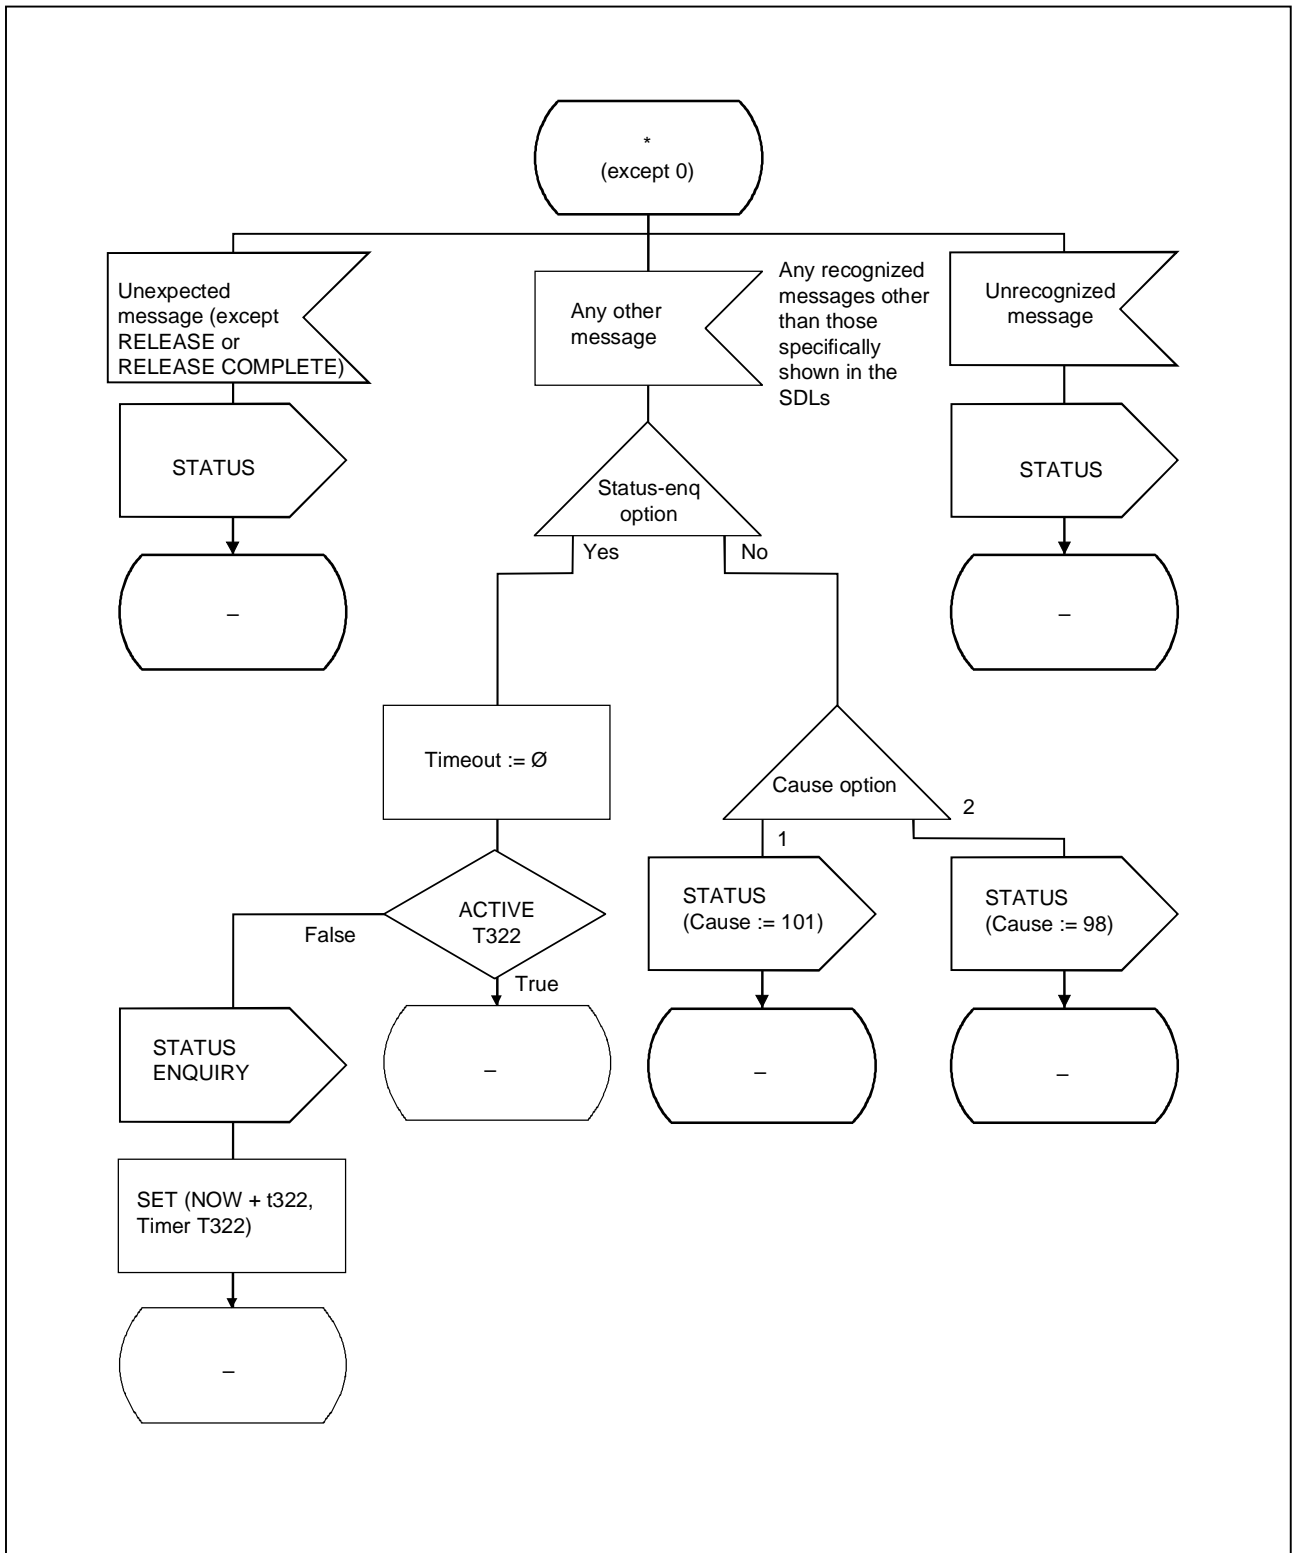 *
(except 0)
Unexpected
message (except
RELEASE or
RELEASE COMPLETE)
Any other
message
Any recognized
messages other
than those
specifically
shown in the
SDLs
Unrecognized
message
STATUS
Status-enq
option
STATUS
Yes
No
_
_
Timeout := Ø
Cause option
1
2
ACTIVE
T322
False
True
STATUS
(Cause := 101)
STATUS
(Cause := 98)
STATUS
ENQUIRY
_
_
_
SET (NOW + t322,
Timer T322)
_